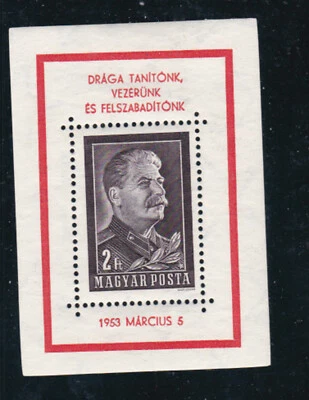 DRÁGA TANÍTÓNK,
VEZÉRÜNK
ÉS FELSZABADÍTÓNK
2 Ft
MAGYAR POSTA
1953 MÁRCIUS 5